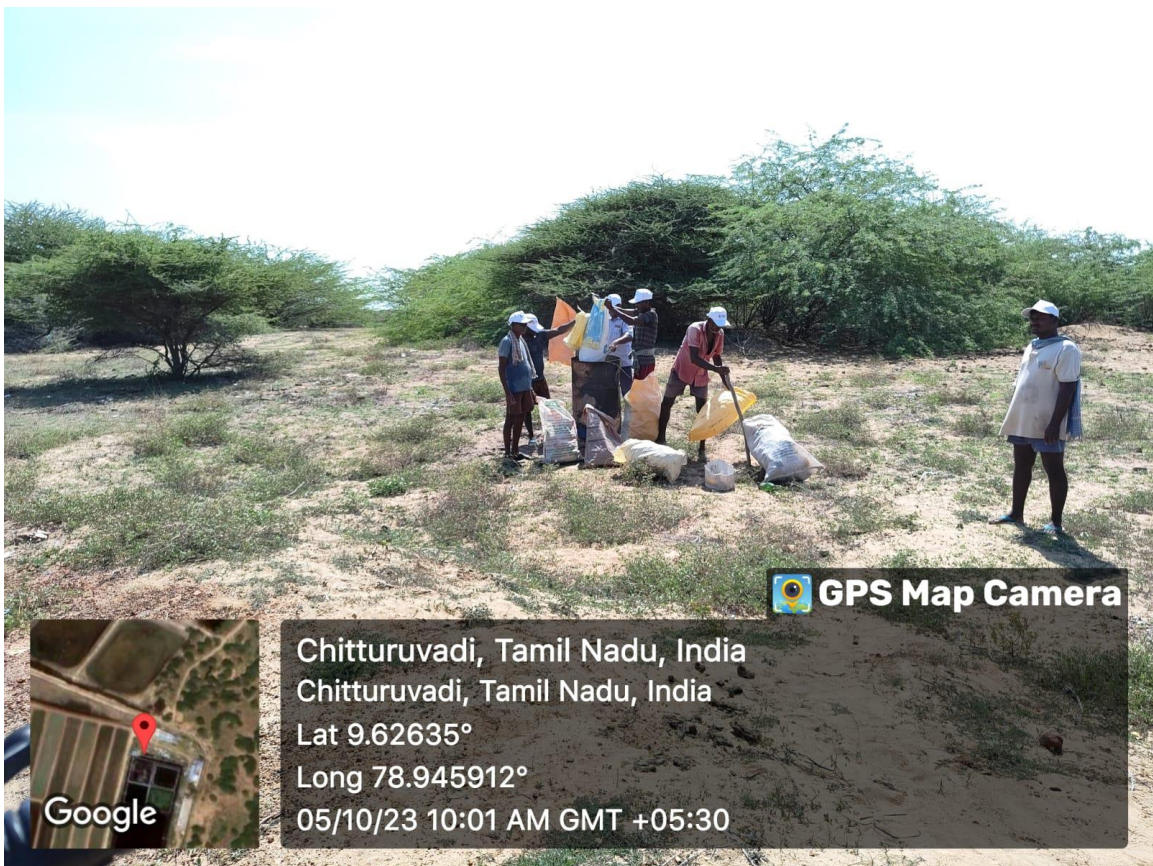 GPS Map Camera
Chitturuvadi, Tamil Nadu, India
Chitturuvadi, Tamil Nadu, India
Lat 9.62635°
Long 78.945912°
05/10/23 10:01 AM GMT +05:30
Google